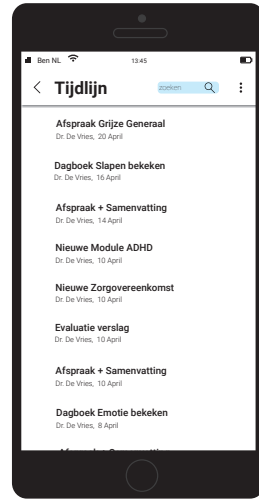 Ben NL 13:45
Tijdlijn zoeken
Afspraak Grijze Generaal
Dr. De Vries, 20 April
Dagboek Slapen bekeken
Dr. De Vries, 16 April
Afspraak + Samenvatting
Dr. De Vries, 14 April
Nieuwe Module ADHD
Dr. De Vries, 10 April
Nieuwe Zorgovereenkomst
Dr. De Vries, 10 April
Evaluatie verslag
Dr. De Vries, 10 April
Afspraak + Samenvatting
Dr. De Vries, 10 April
Dagboek Emotie bekeken
Dr. De Vries, 8 April